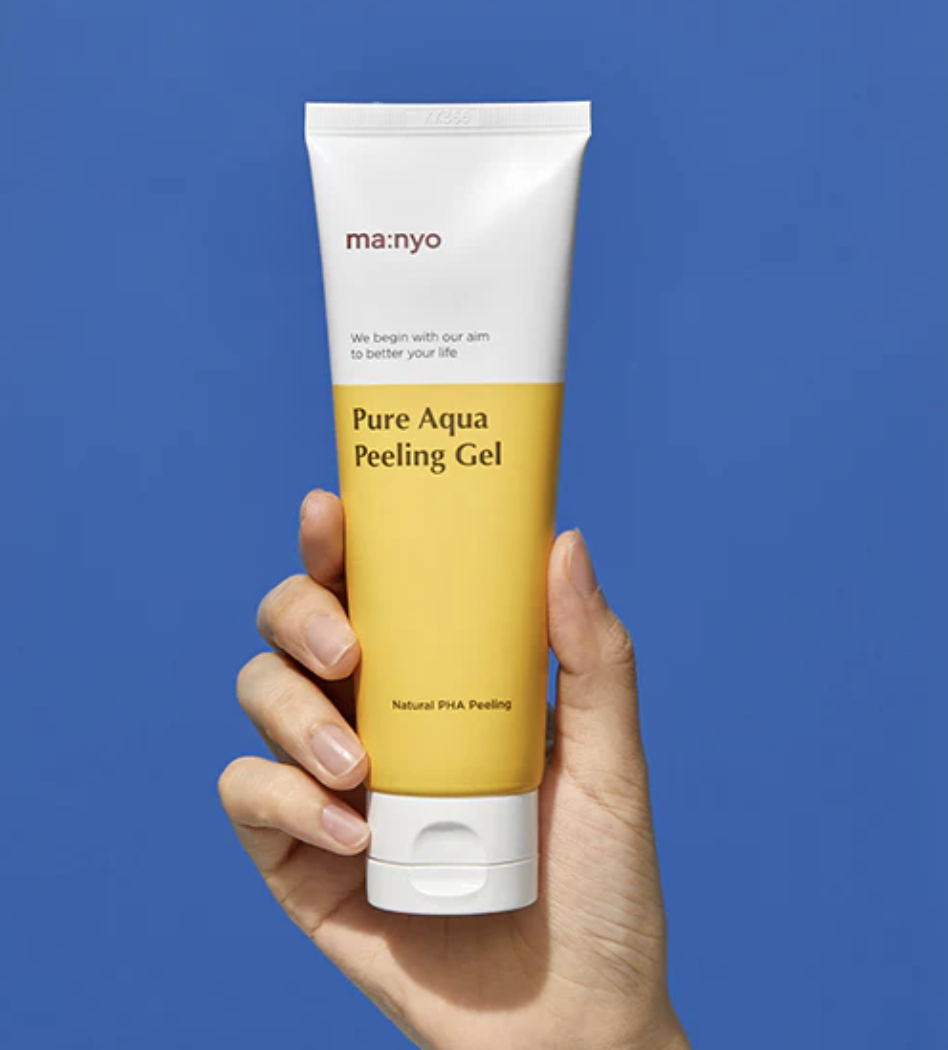 ma:nyo
We begin with our aim
to better your life
Pure Aqua
Peeling Gel
Natural PHA Peeling